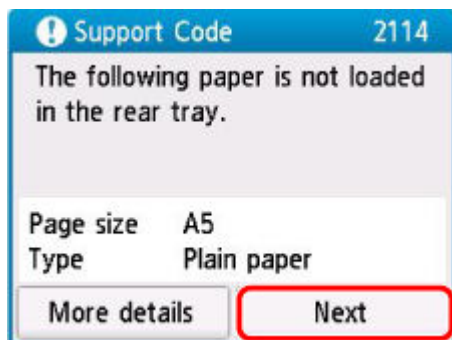 Support Code 2114
The following paper is not loaded
in the rear tray.
Page size A5
Type Plain paper
More details Next